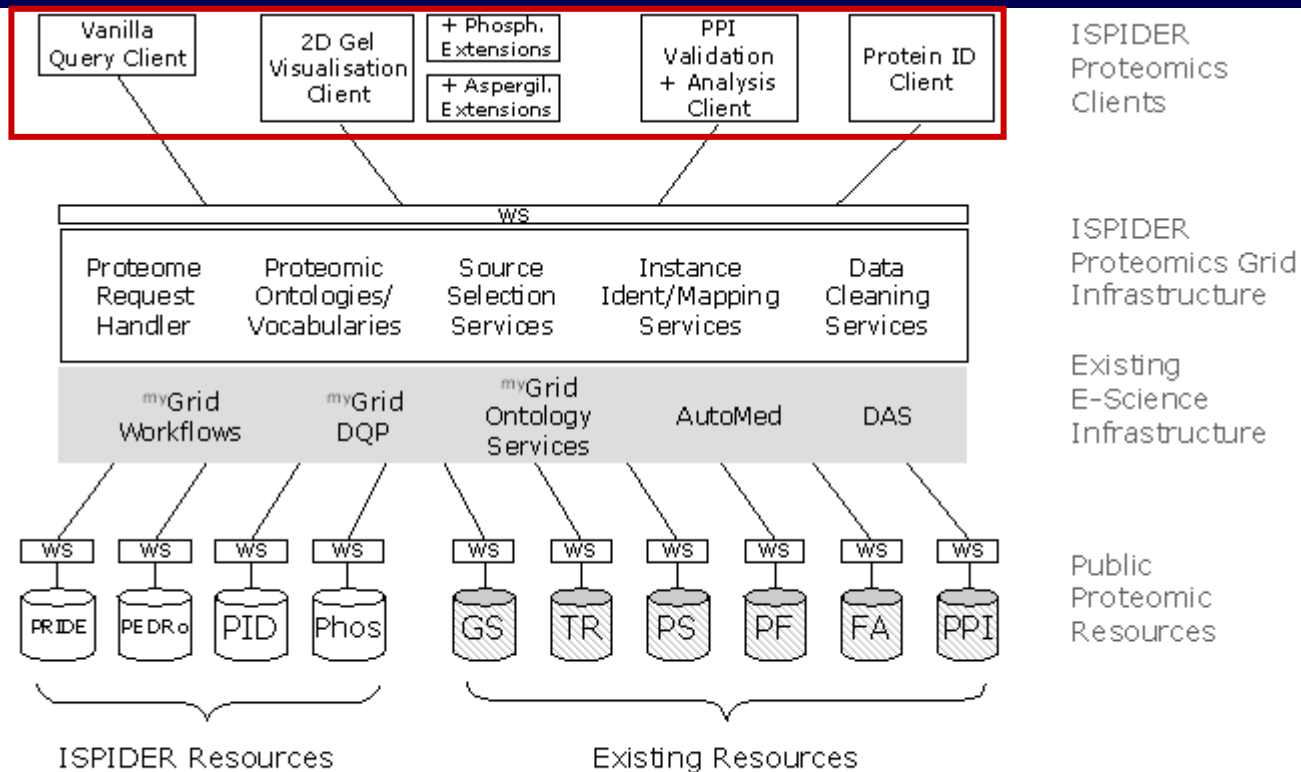 Vanilla
Query Client
2D Gel
Visualisation
Client
+ Phosph.
Extensions
+ Aspergil.
Extensions
PPI
Validation
+ Analysis
Client
Protein ID
Client
ISPIDER
Proteomics
Clients
WS
Proteome
Request
Handler
Proteomic
Ontologies/
Vocabularies
Source
Selection
Services
Instance
Ident/Mapping
Services
Data
Cleaning
Services
ISPIDER
Proteomics Grid
Infrastructure
myGrid
Workflows
myGrid
DQP
myGrid
Ontology
Services
AutoMed
DAS
Existing
E-Science
Infrastructure
WS
WS
WS
WS
WS
WS
WS
WS
WS
WS
PRIDE
PEDRo
PID
Phos
GS
TR
PS
PF
FA
PPI
Public
Proteomic
Resources
ISPIDER Resources
Existing Resources